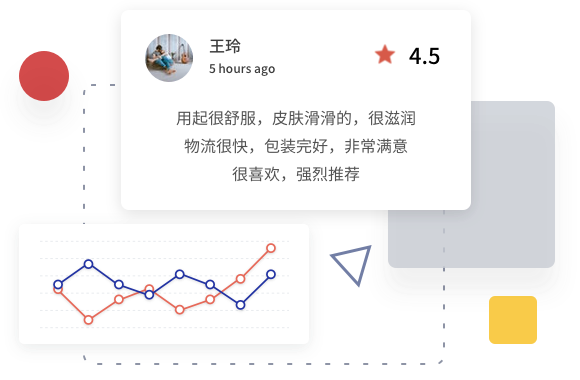 王玲
5 hours ago
4.5
用起很舒服，皮肤滑滑的，很滋润
物流很快，包装完好，非常满意
很喜欢，强烈推荐